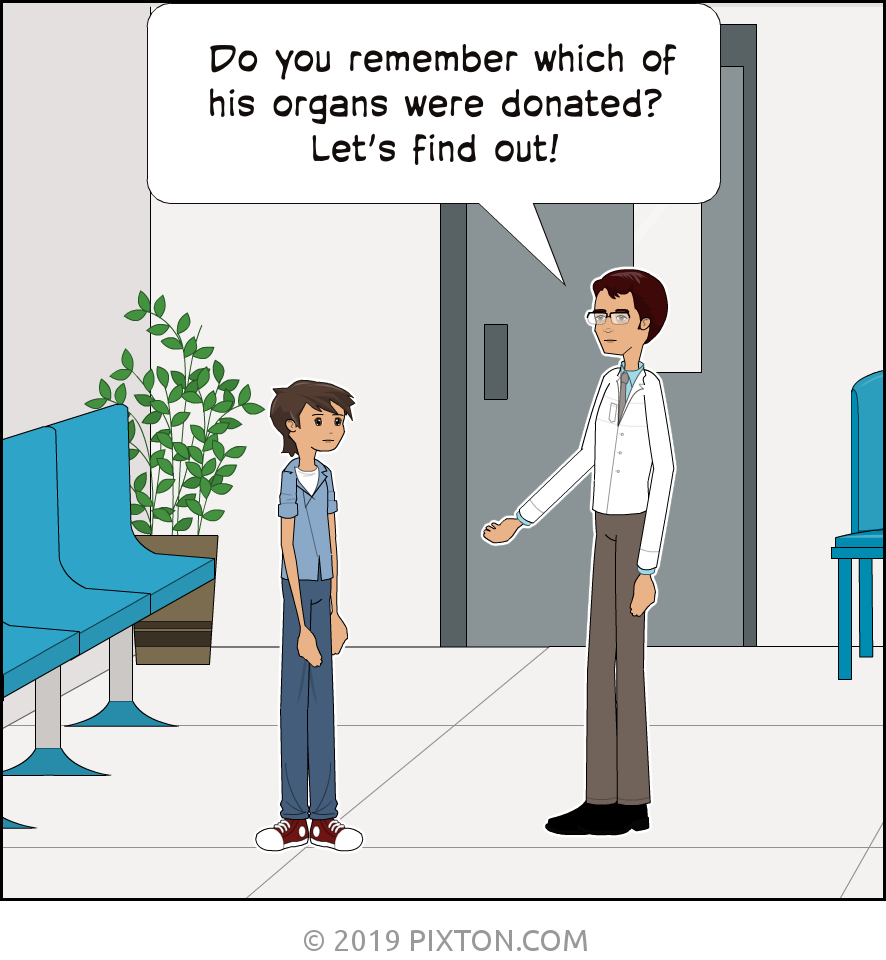 Do you remember which of
his organs were donated?
Let's find out!
© 2019 PIXTON.COM